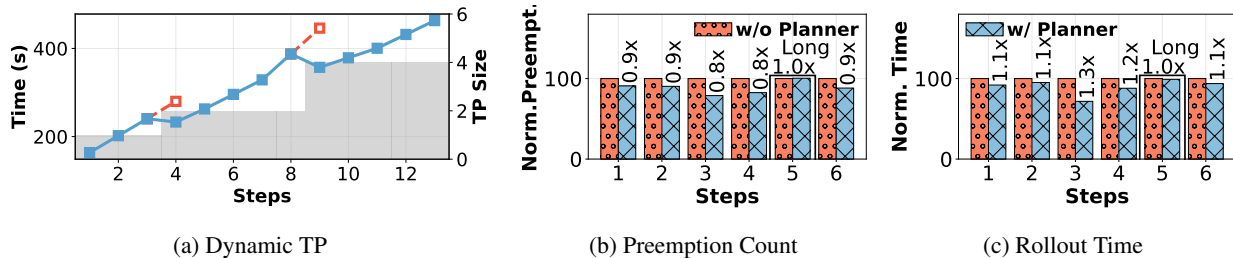 Time (s)
400
200
6
4
2
0
TP Size
2
4
6
8
10
12
Steps
(a) Dynamic TP
Norm.Preempt.
100
0
w/o Planner
0.9x
0.9x
0.8x
0.8x
Long
1.0x
0.9x
1
2
3
4
5
6
Steps
(b) Preemption Count
Norm. Time
100
0
w/ Planner
1.1x
1.1x
1.3x
1.2x
Long
1.0x
1.1x
1
2
3
4
5
6
Steps
(c) Rollout Time